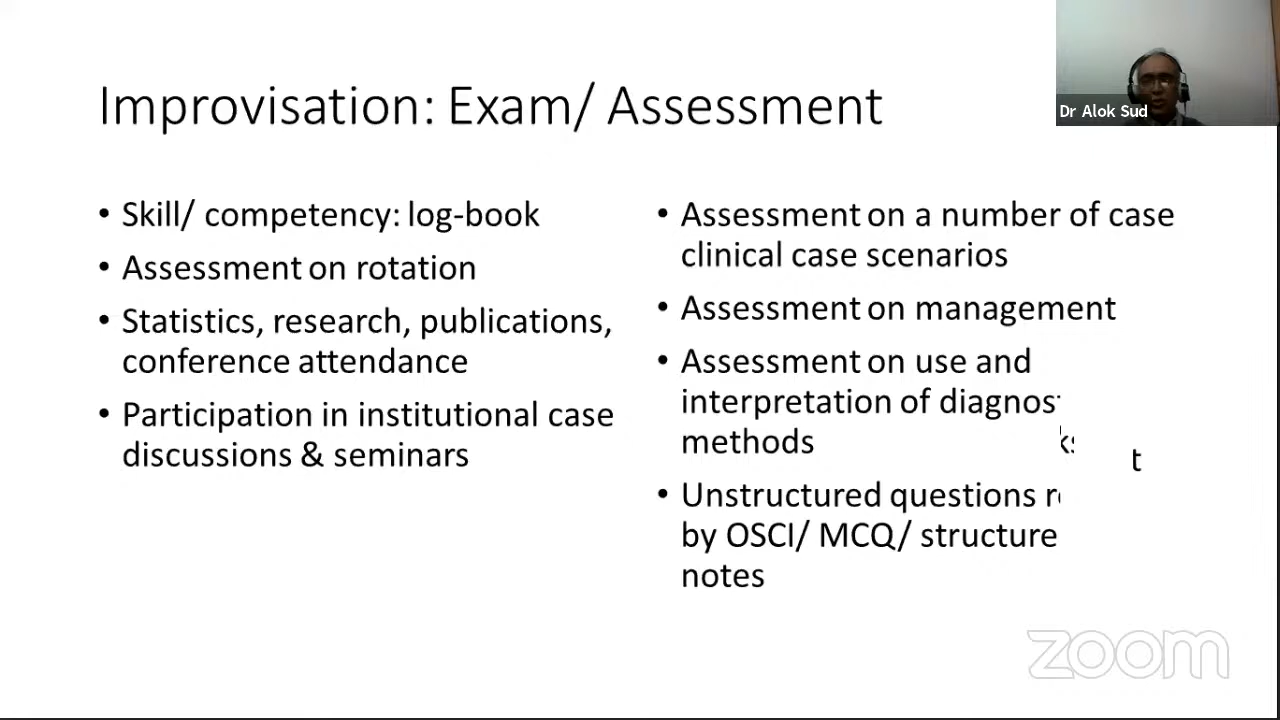 Improvisation: Exam/ Assessment
Dr Alok Sud
• Skill/ competency: log-book
• Assessment on rotation
• Statistics, research, publications,
conference attendance
• Participation in institutional case
discussions & seminars
• Assessment on a number of case
clinical case scenarios
• Assessment on management
• Assessment on use and
interpretation of
methods
• Unstructured questions
by OSCI/ MCQ/ structure
notes
zoom